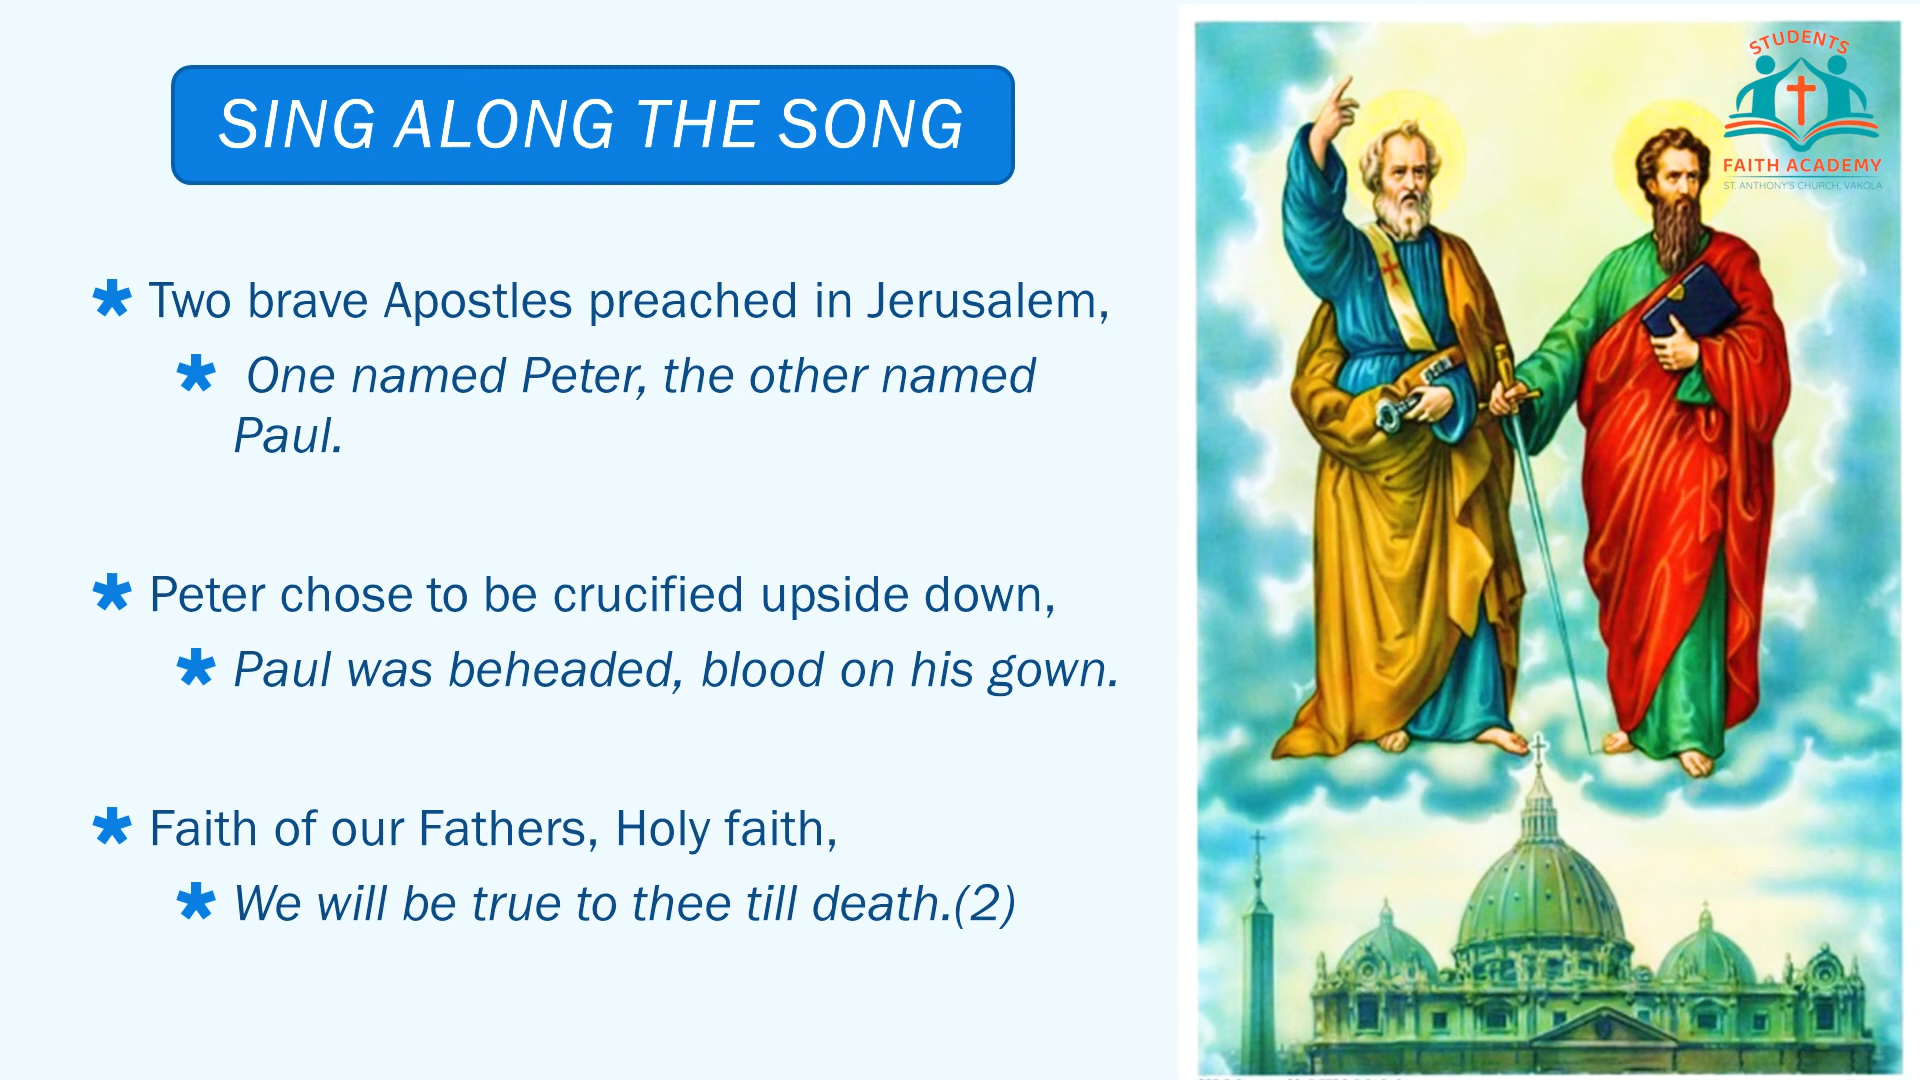 SING ALONG THE SONG
* Two brave Apostles preached in Jerusalem,
* One named Peter, the other named
Paul.
* Peter chose to be crucified upside down,
* Paul was beheaded, blood on his gown.
* Faith of our Fathers, Holy faith,
* We will be true to thee till death.(2)
STUDENTS
FAITH ACADEMY
ST. ANTHONY'S CHURCH, VAKOLA